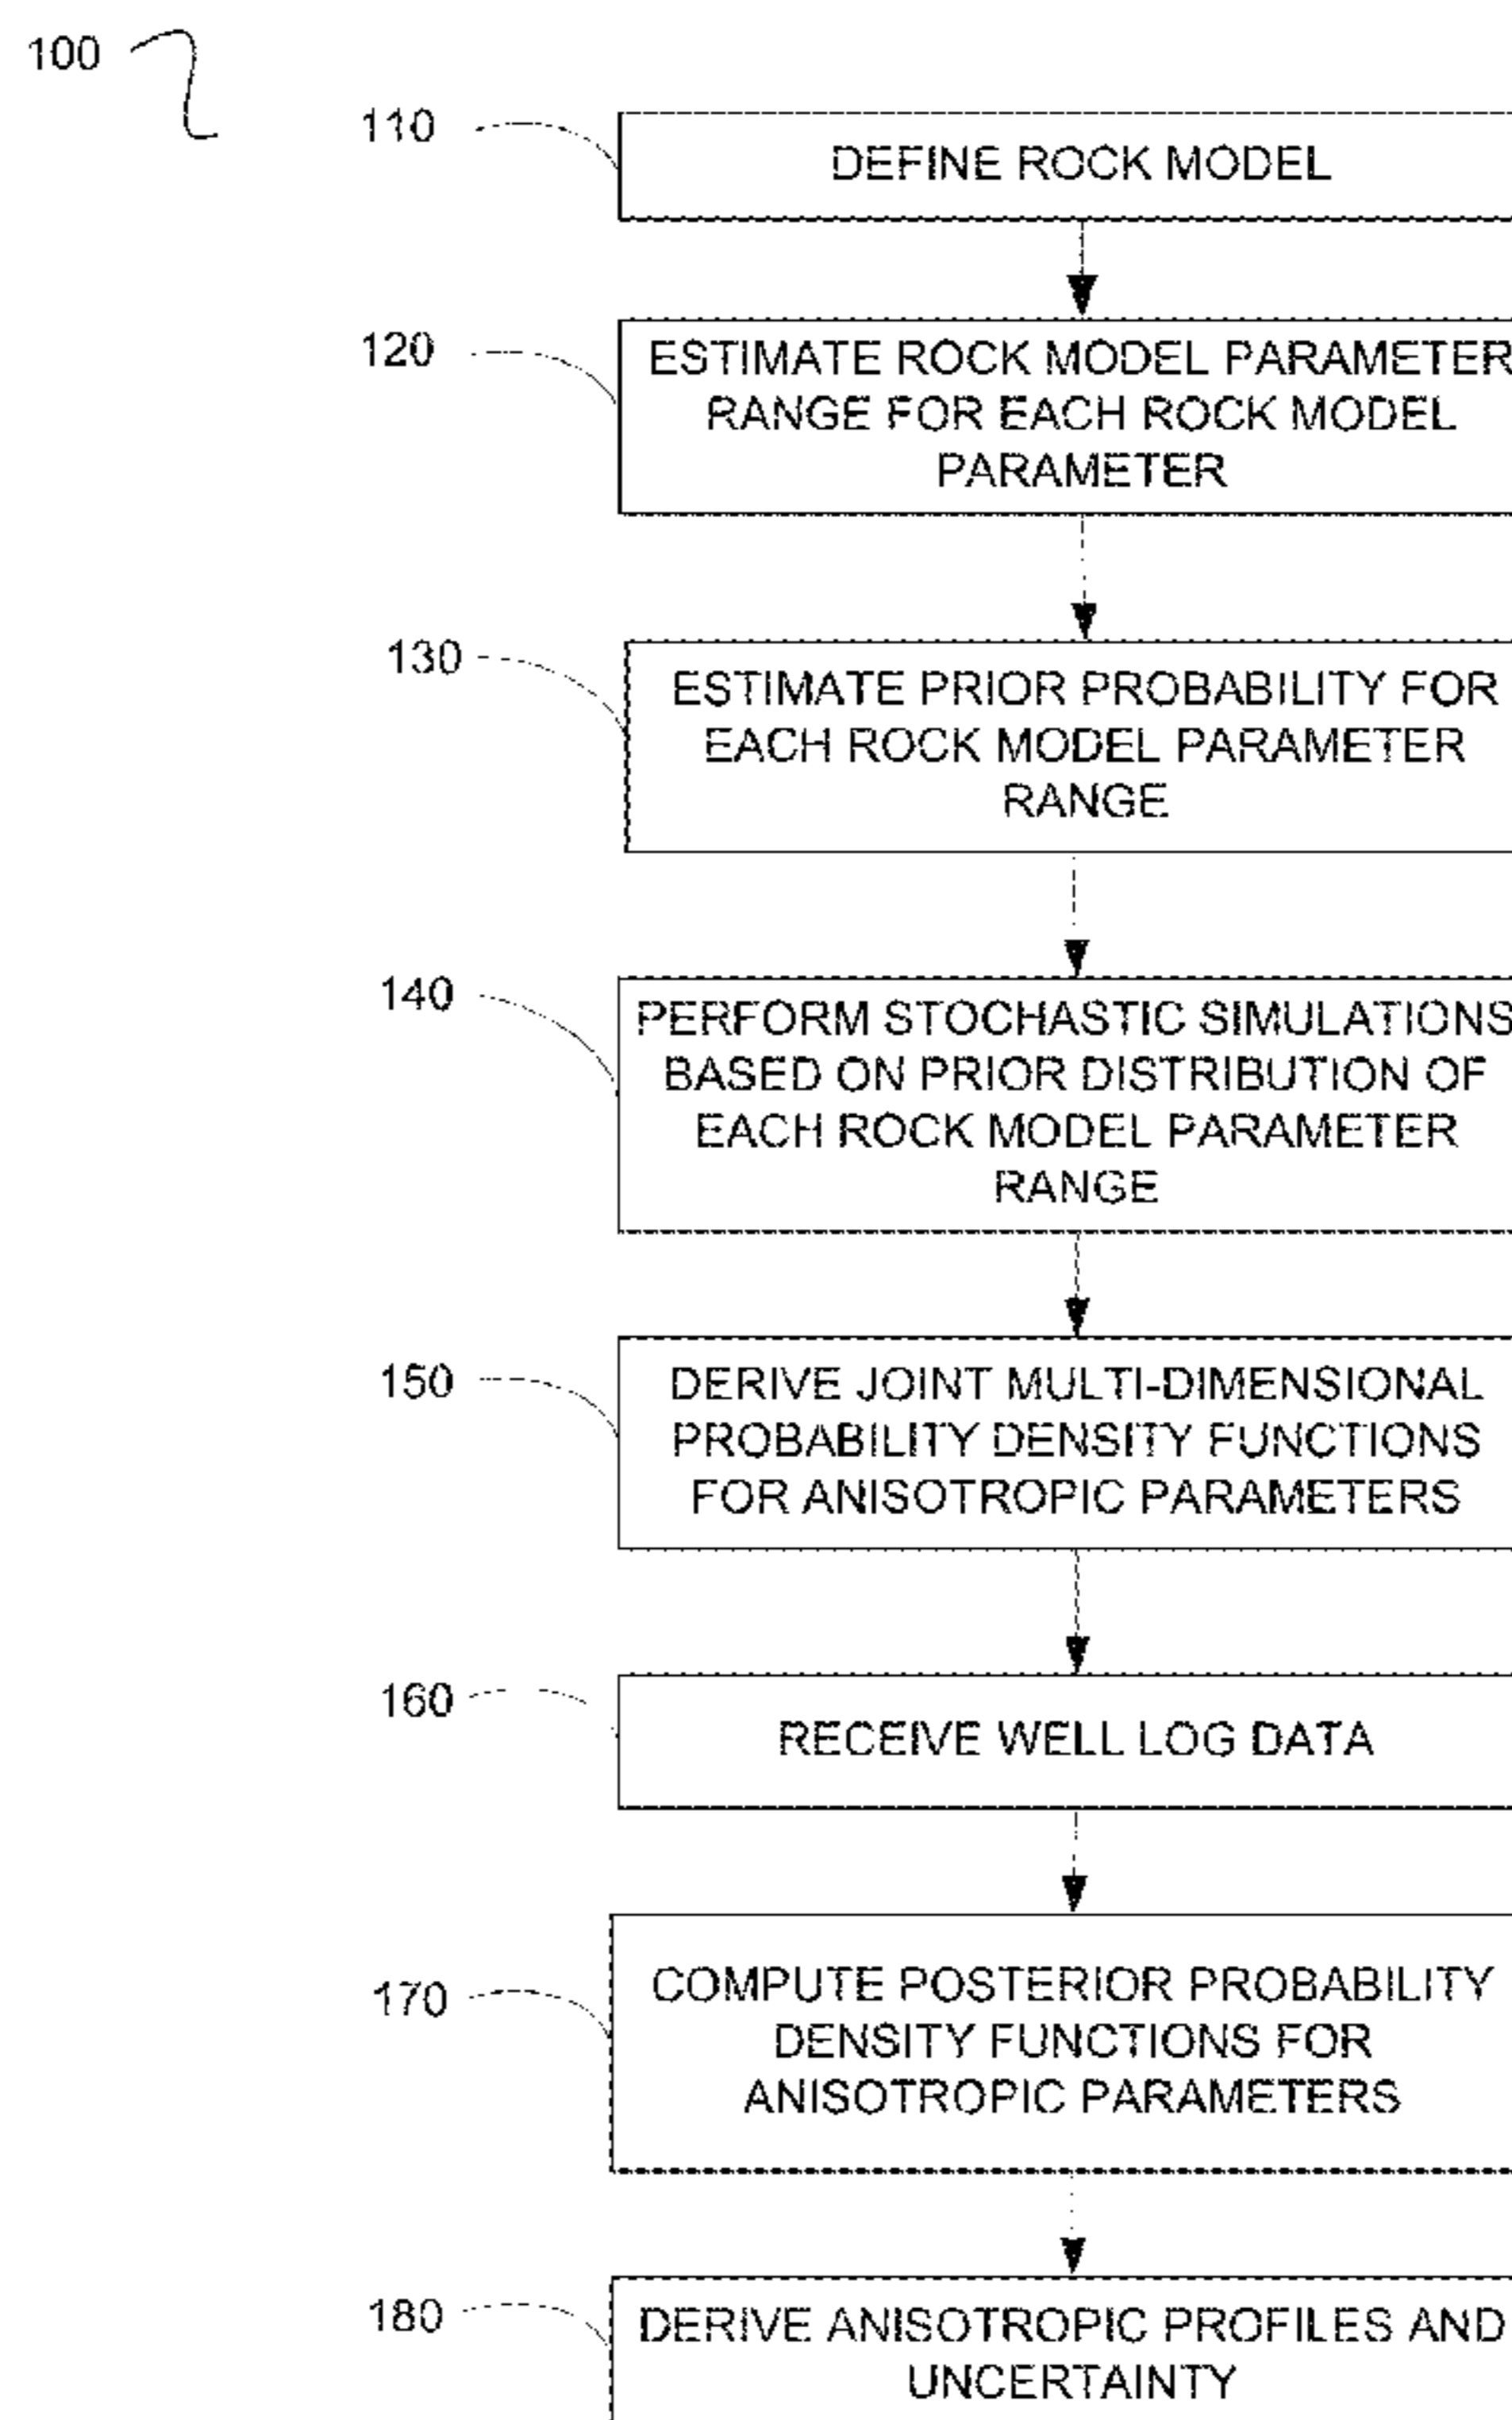 100
110
DEFINE ROCK MODEL
120
ESTIMATE ROCK MODEL PARAMETER
RANGE FOR EACH ROCK MODEL
PARAMETER
130
ESTIMATE PRIOR PROBABILITY FOR
EACH ROCK MODEL PARAMETER
RANGE
140
PERFORM STOCHASTIC SIMULATIONS
BASED ON PRIOR DISTRIBUTION OF
EACH ROCK MODEL PARAMETER
RANGE
150
DERIVE JOINT MULTI-DIMENSIONAL
PROBABILITY DENSITY FUNCTIONS
FOR ANISOTROPIC PARAMETERS
160
RECEIVE WELL LOG DATA
170
COMPUTE POSTERIOR PROBABILITY
DENSITY FUNCTIONS FOR
ANISOTROPIC PARAMETERS
180
DERIVE ANISOTROPIC PROFILES AND
UNCERTAINTY